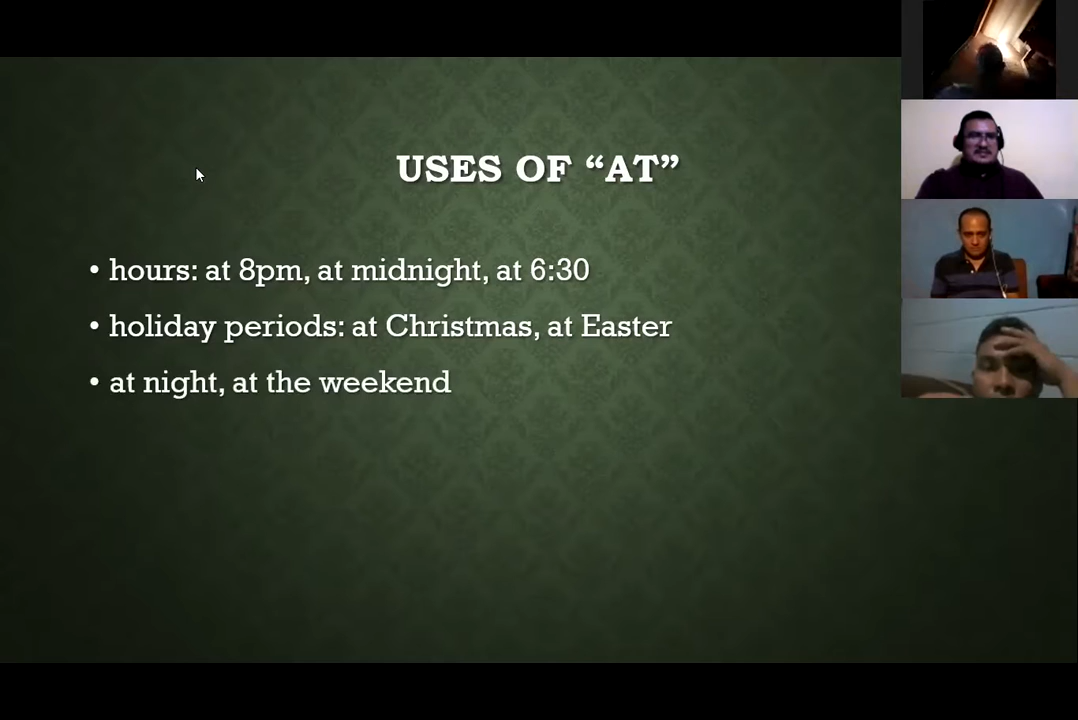 USES OF “AT”
• hours: at 8pm, at midnight, at 6:30
• holiday periods: at Christmas, at Easter
• at night, at the weekend